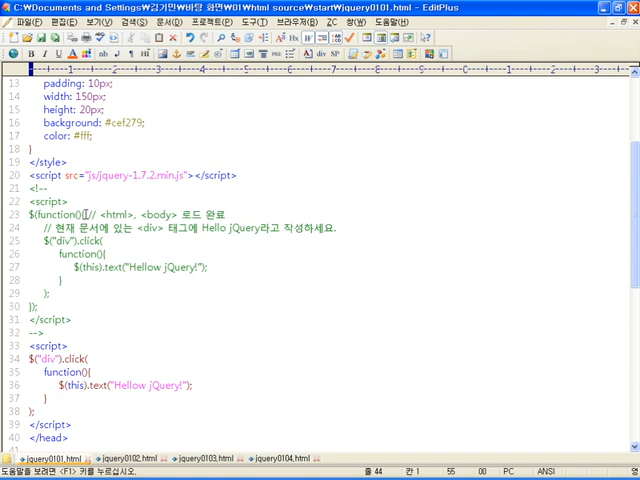 C:₩Documents and Settings₩김기민₩바탕 화면₩01₩html source₩start₩jquery0101.html - EditPlus
파일(F) 편집(E) 보기(V) 검색(S) 문서(D) 프로젝트(P) 도구(T) 브라우저(B) ZC 창(W) 도움말(H)
13 padding: 10px;
14 width: 150px;
15 height: 20px;
16 background: #cef279;
17 color: #fff;
18 }
19 </style>
20 <script src="js/jquery-1.7.2.min.js"></script>
21 <!--
22 <script>
23 $(function(){// <html>, <body> 로드 완료
24 // 현재 문서에 있는 <div> 태그에 Hello jQuery라고 작성하세요.
25 $("div").click(
26 function(){
27 $(this).text("Hellow jQuery!");
28 }
29 );
30 });
31 </script>
32 -->
33 <script>
34 $("div").click(
35 function(){
36 $(this).text("Hellow jQuery!");
37 }
38 );
39 </script>
40 </head>
jquery0101.html jquery0102.html jquery0103.html jquery0104.html
도움말을 보려면 <F1> 키를 누르십시오. 줄 44 칸 1 55 00 PC ANSI